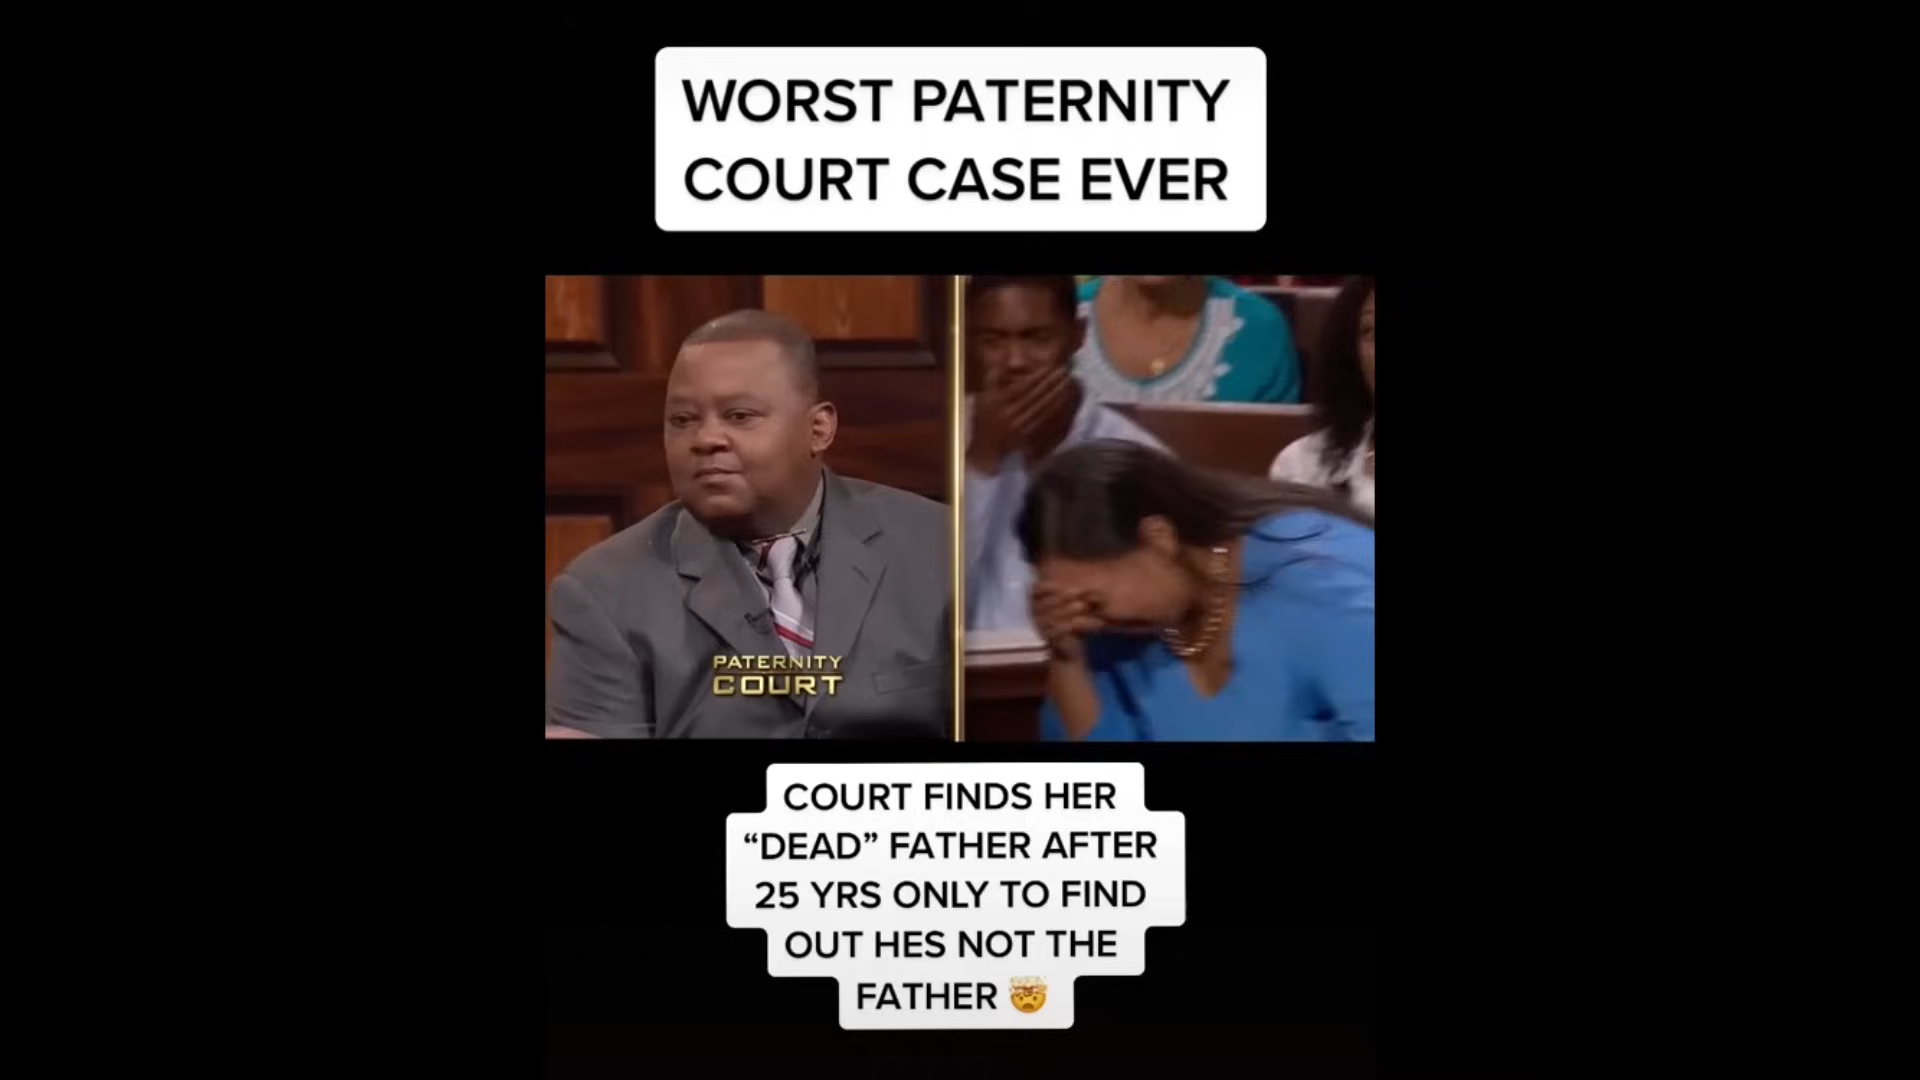 WORST PATERNITY
COURT CASE EVER
PATERNITY
COURT
COURT FINDS HER
“DEAD” FATHER AFTER
25 YRS ONLY TO FIND
OUT HES NOT THE
FATHER 🤯